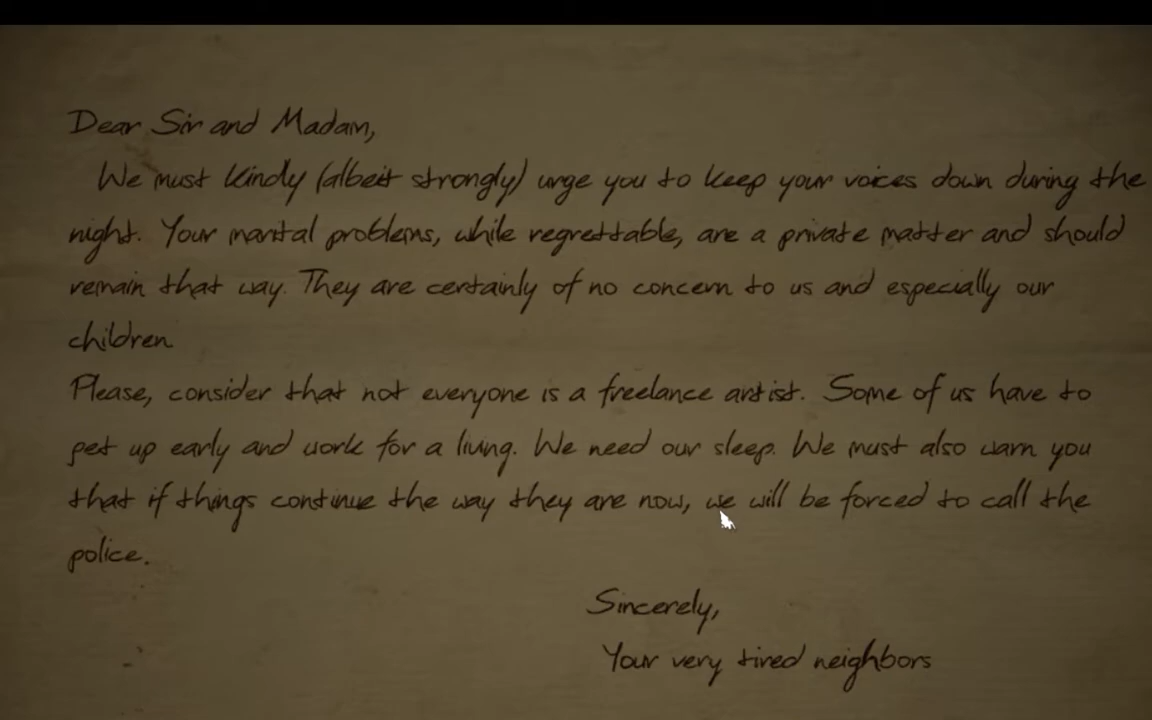 Dear Sir and Madam,
We must kindly (albeit strongly) urge you to keep your voices down during the
night. Your marital problems, while regrettable, are a private matter and should
remain that way. They are certainly of no concern to us and especially our
children.
Please, consider that not everyone is a freelance artist. Some of us have to
get up early and work for a living. We need our sleep. We must also warn you
that if things continue the way they are now, we will be forced to call the
police.
Sincerely,
Your very tired neighbors